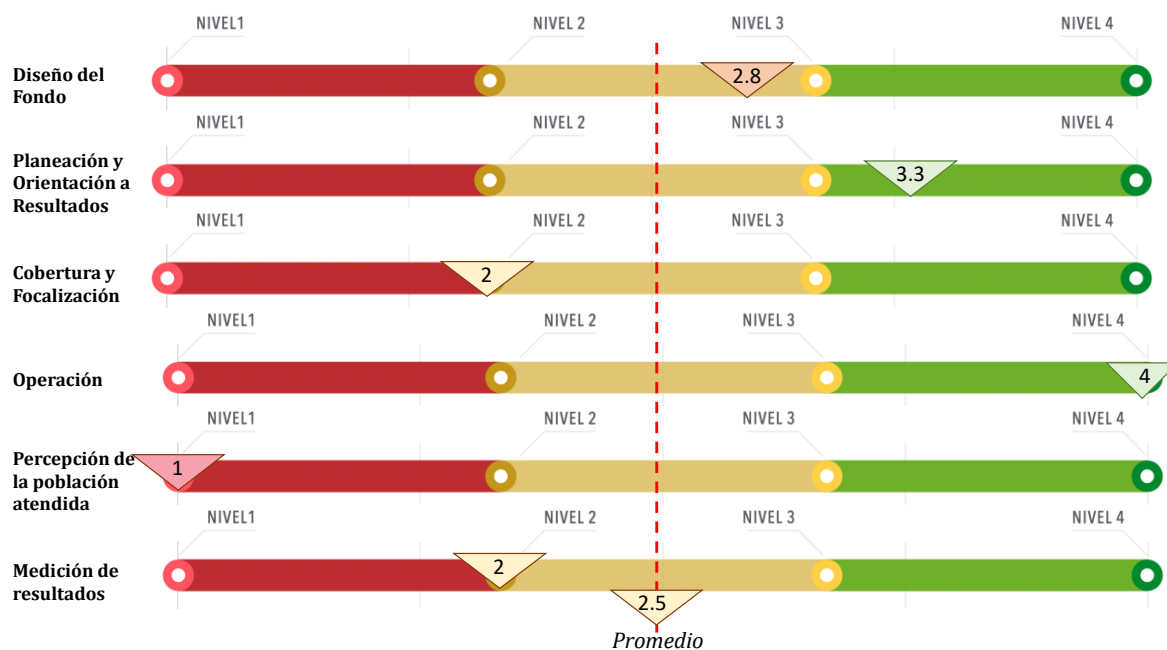 NIVEL1 NIVEL 2 NIVEL 3 NIVEL 4
Diseño del
Fondo
2.8
NIVEL1 NIVEL 2 NIVEL 3 NIVEL 4
Planeación y
Orientación a
Resultados
3.3
NIVEL1 NIVEL 2 NIVEL 3 NIVEL 4
Cobertura y
Focalización
2
NIVEL1 NIVEL 2 NIVEL 3 NIVEL 4
Operación
4
NIVEL1 NIVEL 2 NIVEL 3 NIVEL 4
Percepción de
la población
atendida
1
NIVEL1 NIVEL 2 NIVEL 3 NIVEL 4
Medición de
resultados
2
2.5
Promedio